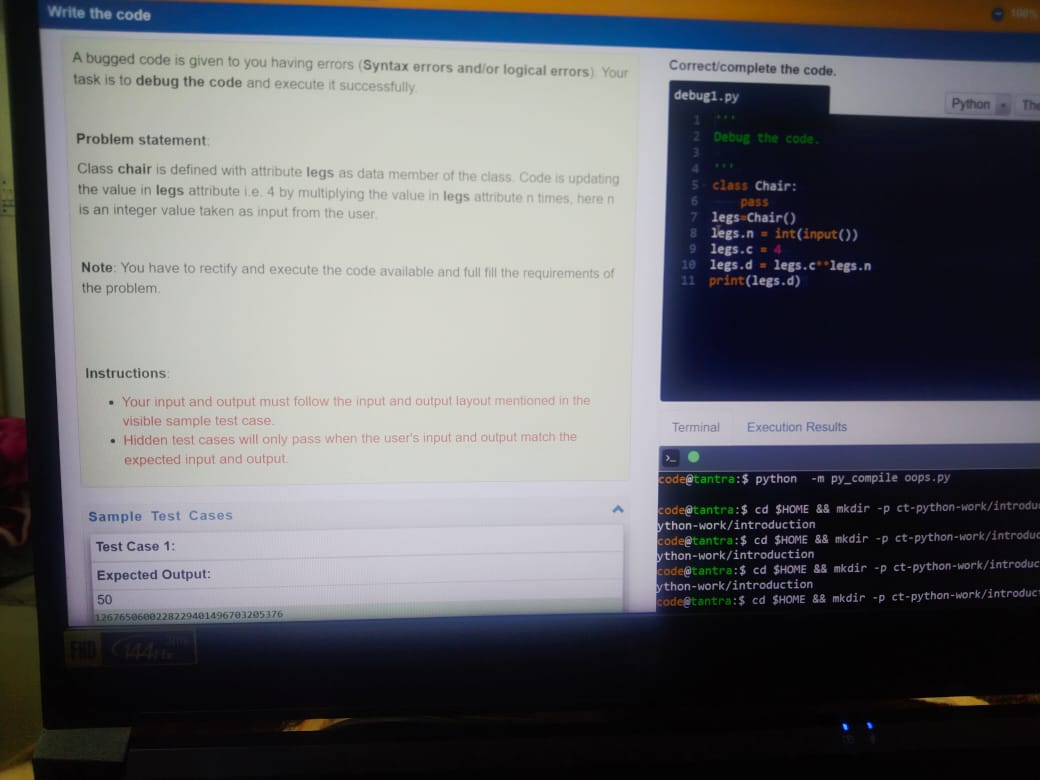 Write the code
100%
A bugged code is given to you having errors (Syntax errors and/or logical errors). Your
task is to debug the code and execute it successfully.
Problem statement:
Class chair is defined with attribute legs as data member of the class. Code is updating
the value in legs attribute i.e. 4 by multiplying the value in legs attribute n times, here n
is an integer value taken as input from the user.
Note: You have to rectify and execute the code available and full fill the requirements of
the problem.
Instructions:
• Your input and output must follow the input and output layout mentioned in the
visible sample test case.
• Hidden test cases will only pass when the user's input and output match the
expected input and output.
Sample Test Cases
Test Case 1:
Expected Output:
50
1267650600228229401496703205376
Correct/complete the code.
debug1.py
Python
The
1 '''
2 Debug the code.
3
4 '''
5 class Chair:
6 pass
7 legs=Chair()
8 legs.n = int(input())
9 legs.c = 4
10 legs.d = legs.c**legs.n
11 print(legs.d)
Terminal
Execution Results
>_
code@tantra:$ python -m py_compile oops.py
code@tantra:$ cd $HOME && mkdir -p ct-python-work/introdu
ython-work/introduction
code@tantra:$ cd $HOME && mkdir -p ct-python-work/introduc
ython-work/introduction
code@tantra:$ cd $HOME && mkdir -p ct-python-work/introduc
ython-work/introduction
code@tantra:$ cd $HOME && mkdir -p ct-python-work/introduct
FHD
144Hz